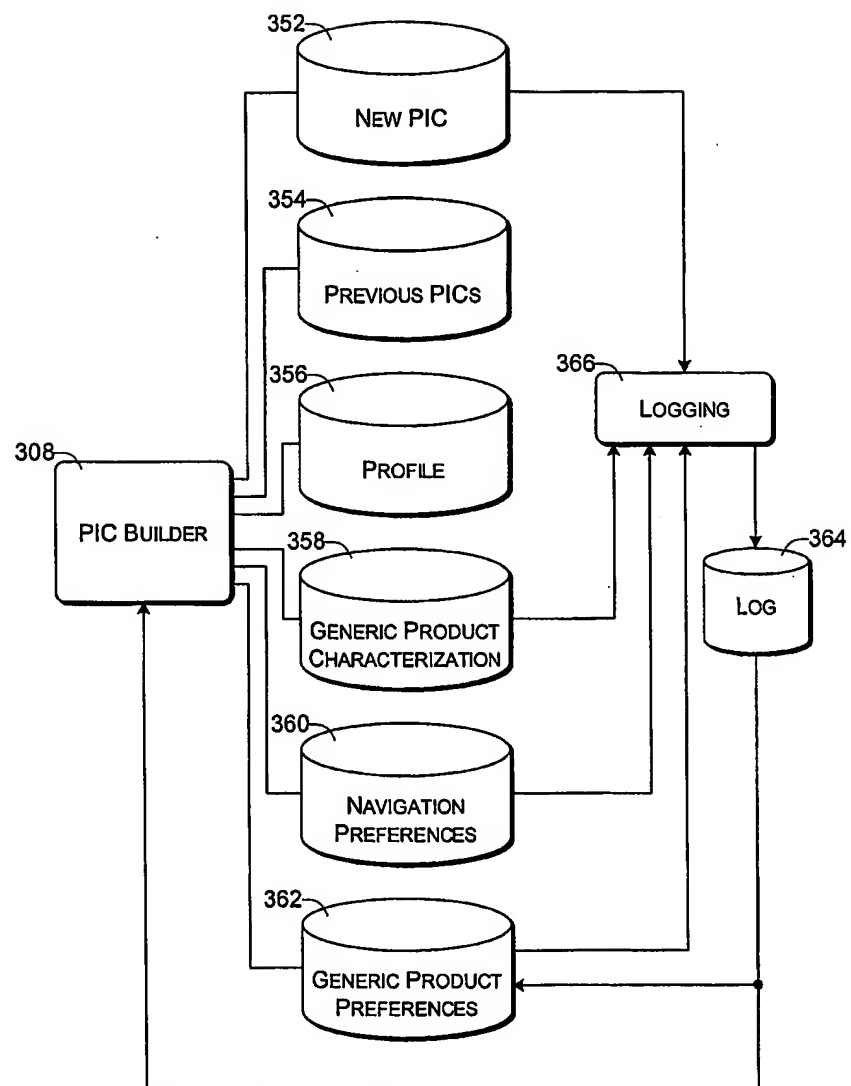 352
NEW PIC
354
PREVIOUS PICS
356
366
LOGGING
308
PROFILE
PIC BUILDER
358
364
GENERIC PRODUCT
CHARACTERIZATION
LOG
360
NAVIGATION
PREFERENCES
362
GENERIC PRODUCT
PREFERENCES